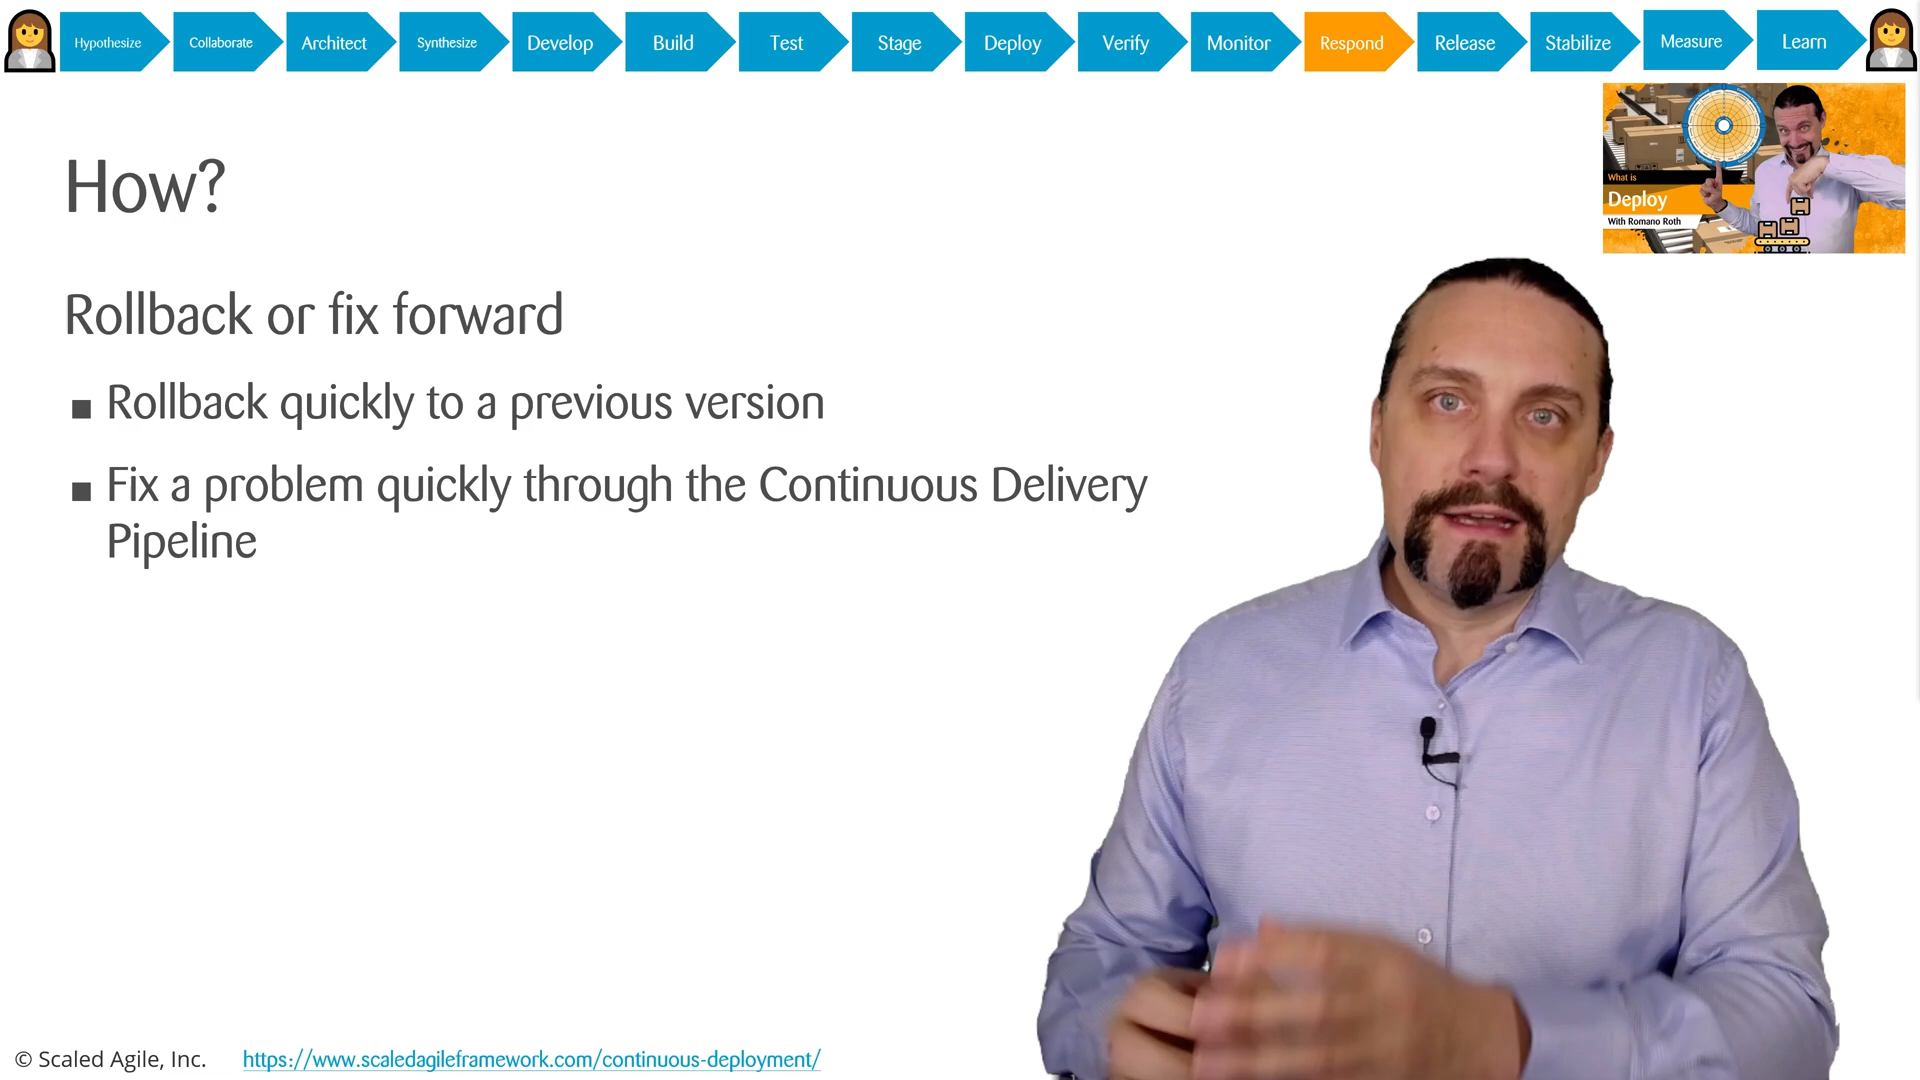 Hypothesize
Collaborate
Architect
Synthesize
Develop
Build
Test
Stage
Deploy
Verify
Monitor
Respond
Release
Stabilize
Measure
Learn
What is
Deploy
With Romano Roth
How?
Rollback or fix forward
■ Rollback quickly to a previous version
■ Fix a problem quickly through the Continuous Delivery
Pipeline
© Scaled Agile, Inc. https://www.scaledagileframework.com/continuous-deployment/